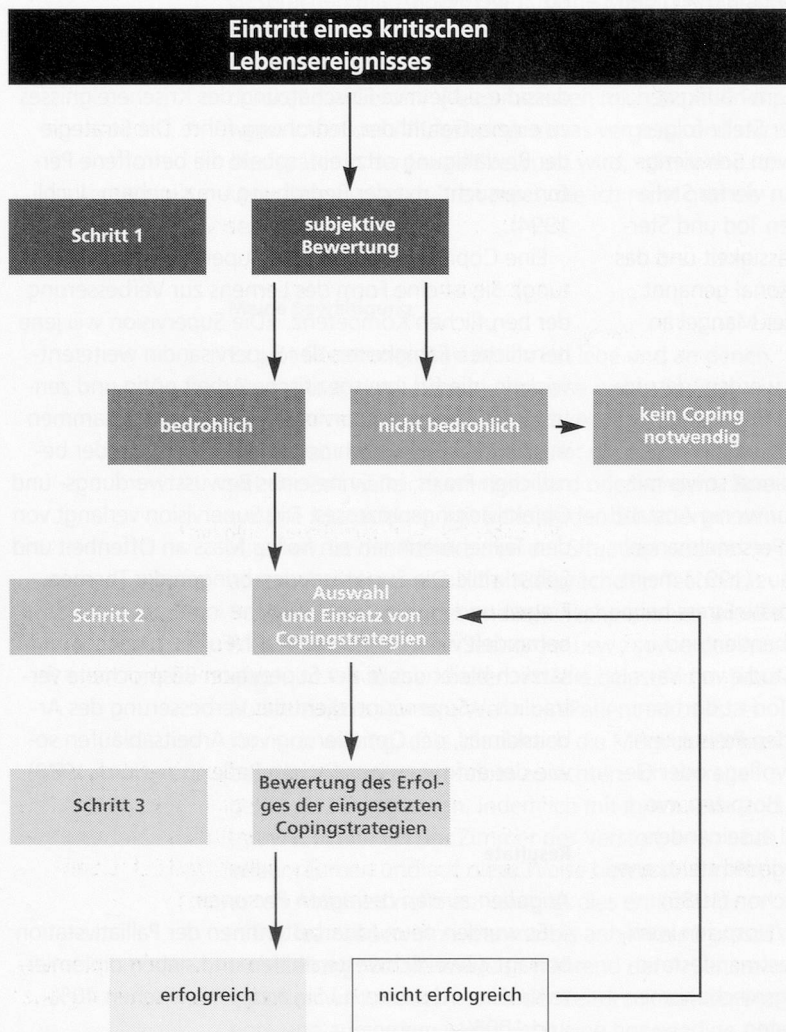 Eintritt eines kritischen
Lebensereignisses
Schritt 1
subjektive
Bewertung
bedrohlich
nicht bedrohlich
kein Coping
notwendig
Schritt 2
Auswahl
und Einsatz von
Copingstrategien
Schritt 3
Bewertung des Erfol-
ges der eingesetzten
Copingstrategien
erfolgreich
nicht erfolgreich